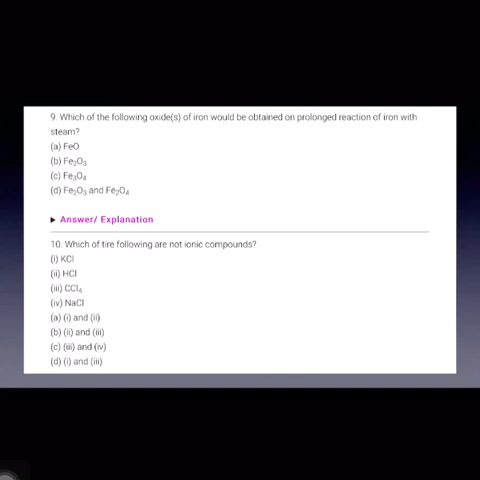 9. Which of the following oxide(s) of iron would be obtained on prolonged reaction of iron with
steam?
(a) FeO
(b) Fe₂O₃
(c) Fe₃O₄
(d) Fe₂O₃ and Fe₂O₄
► Answer/ Explanation
10. Which of tire following are not ionic compounds?
(i) KCl
(ii) HCl
(iii) CCl₄
(iv) NaCl
(a) (i) and (ii)
(b) (ii) and (iii)
(c) (iii) and (iv)
(d) (i) and (iii)